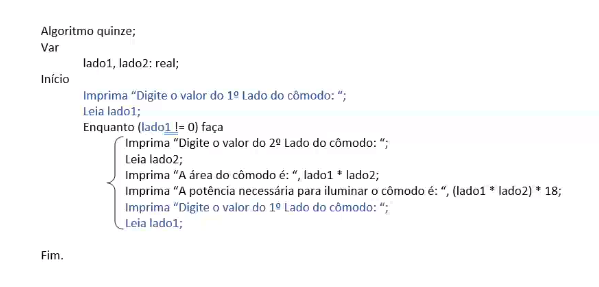 Algoritmo quinze;
Var
lado1, lado2: real;
Início
Imprima “Digite o valor do 1º Lado do cômodo: “;
Leia lado1;
Enquanto (lado1 != 0) faça
Imprima “Digite o valor do 2º Lado do cômodo: “;
Leia lado2;
Imprima “A área do cômodo é: “, lado1 * lado2;
Imprima “A potência necessária para iluminar o cômodo é: “, (lado1 * lado2) * 18;
Imprima “Digite o valor do 1º Lado do cômodo: “;
Leia lado1;
Fim.